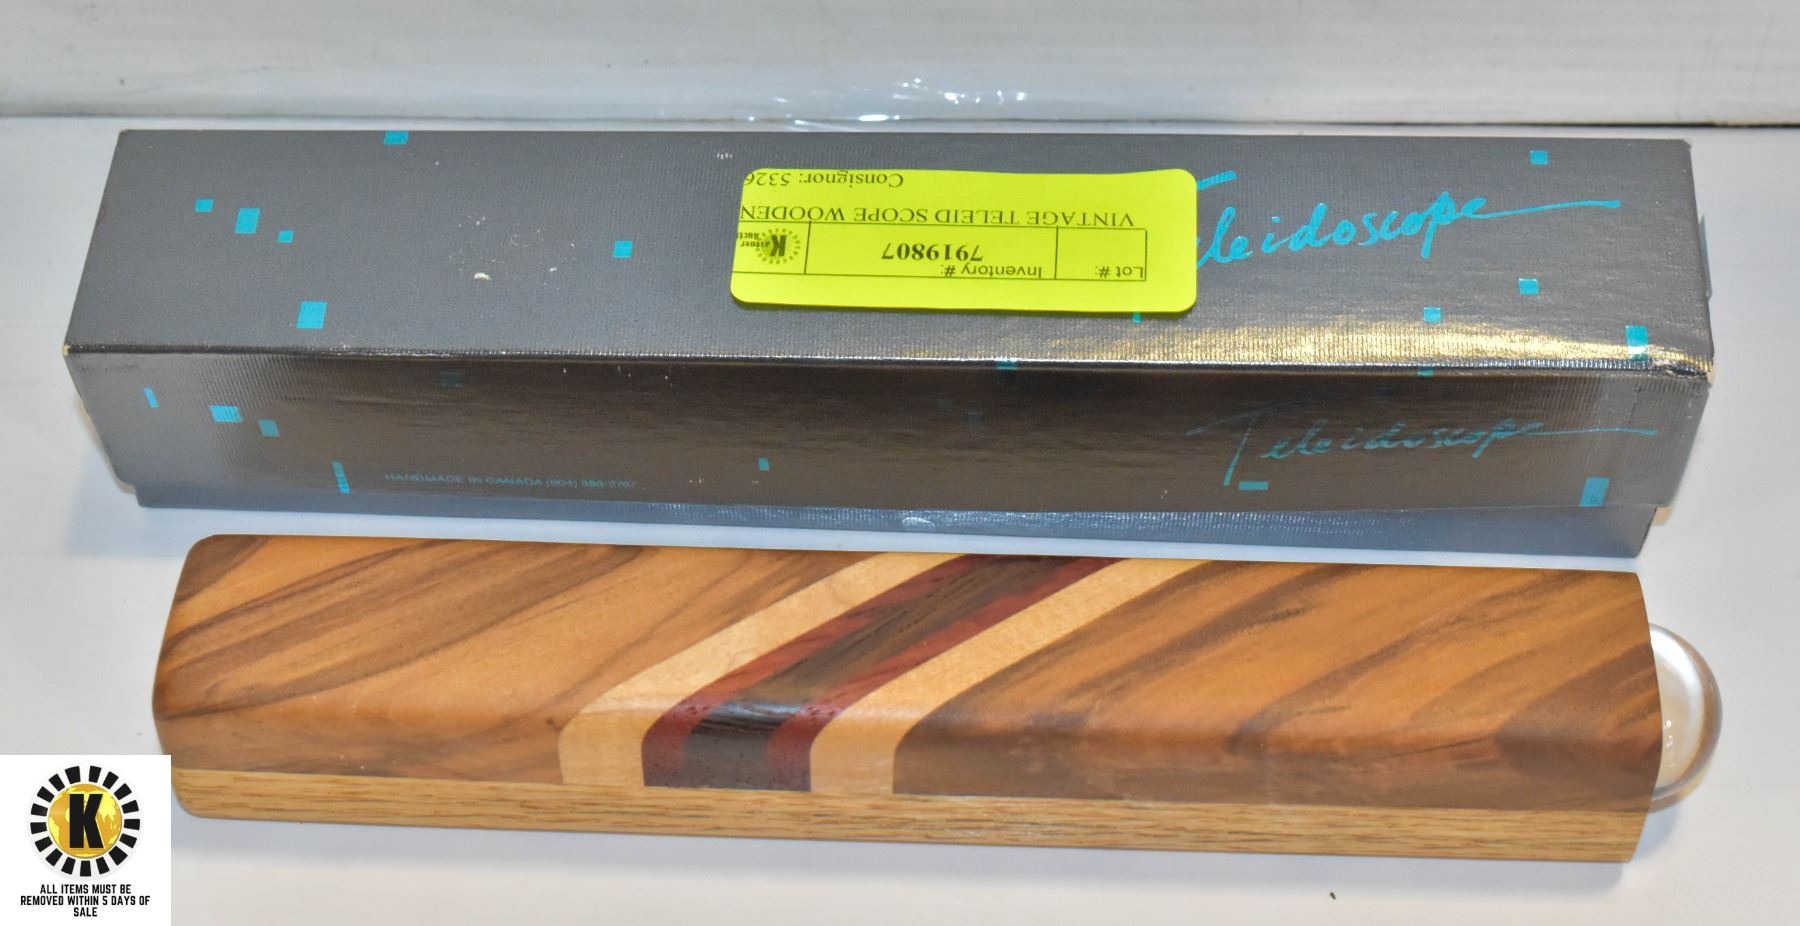 Teleidoscope
Lot #:
Inventory #:
7919807
K
VINTAGE TELEID SCOPE WOODEN
Consignor: 5326
Teleidoscope
HANDMADE IN CANADA (604)
K
ALL ITEMS MUST BE
REMOVED WITHIN 5 DAYS OF
SALE